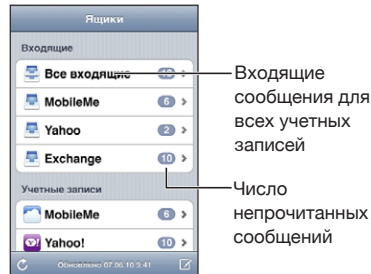 Ящики
Входящие
Все входящие
MobileMe 6
Yahoo 2
Exchange 10
Учетные записи
MobileMe 6
Yahoo! 10
Обновлено 07.06.10 3:41
Входящие
сообщения для
всех учетных
записей
Число
непрочитанных
сообщений